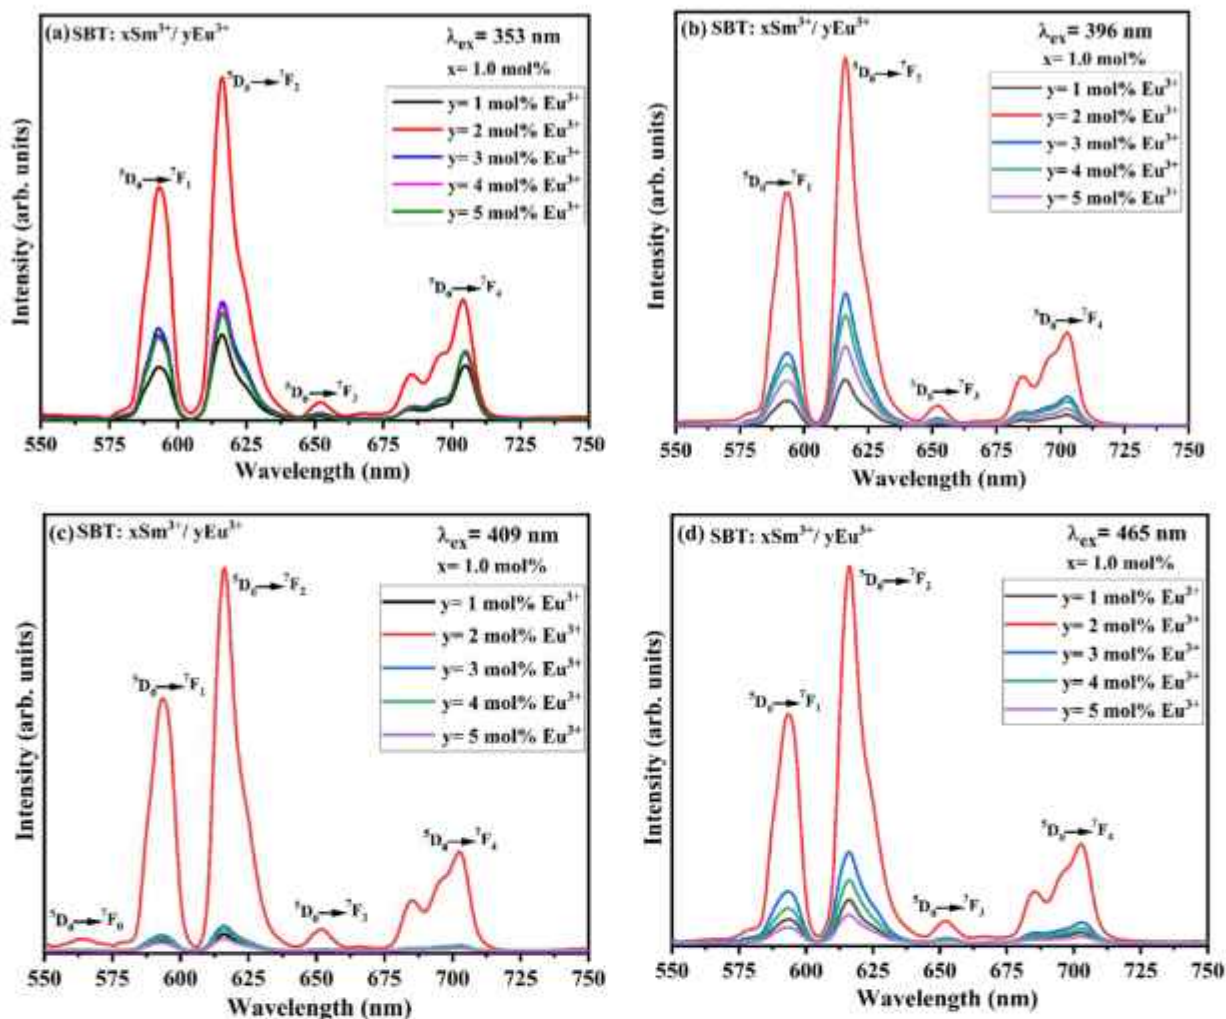 (a) SBT: xSm³⁺/ yEu³⁺
λex= 353 nm
x= 1.0 mol%
y= 1 mol% Eu³⁺
y= 2 mol% Eu³⁺
y= 3 mol% Eu³⁺
y= 4 mol% Eu³⁺
y= 5 mol% Eu³⁺
⁵D₀→⁷F₂
⁵D₀→⁷F₁
⁵D₀→⁷F₄
⁵D₀→⁷F₃
Intensity (arb. units)
550 575 600 625 650 675 700 725 750
Wavelength (nm)
(b) SBT: xSm³⁺/ yEu³⁺
λex= 396 nm
x= 1.0 mol%
y= 1 mol% Eu³⁺
y= 2 mol% Eu³⁺
y= 3 mol% Eu³⁺
y= 4 mol% Eu³⁺
y= 5 mol% Eu³⁺
⁵D₀→⁷F₂
⁵D₀→⁷F₁
⁵D₀→⁷F₄
⁵D₀→⁷F₃
Intensity (arb. units)
550 575 600 625 650 675 700 725 750
Wavelength (nm)
(c) SBT: xSm³⁺/ yEu³⁺
λex= 409 nm
x= 1.0 mol%
y= 1 mol% Eu³⁺
y= 2 mol% Eu³⁺
y= 3 mol% Eu³⁺
y= 4 mol% Eu³⁺
y= 5 mol% Eu³⁺
⁵D₀→⁷F₂
⁵D₀→⁷F₁
⁵D₀→⁷F₄
⁵D₀→⁷F₀
⁵D₀→⁷F₃
Intensity (arb. units)
550 575 600 625 650 675 700 725 750
Wavelength (nm)
(d) SBT: xSm³⁺/ yEu³⁺
λex= 465 nm
x= 1.0 mol%
y= 1 mol% Eu³⁺
y= 2 mol% Eu³⁺
y= 3 mol% Eu³⁺
y= 4 mol% Eu³⁺
y= 5 mol% Eu³⁺
⁵D₀→⁷F₂
⁵D₀→⁷F₁
⁵D₀→⁷F₄
⁵D₀→⁷F₃
Intensity (arb. units)
550 575 600 625 650 675 700 725 750
Wavelength (nm)